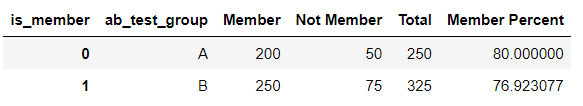 is_member ab_test_group Member Not Member Total Member Percent
0 A 200 50 250 80.000000
1 B 250 75 325 76.923077